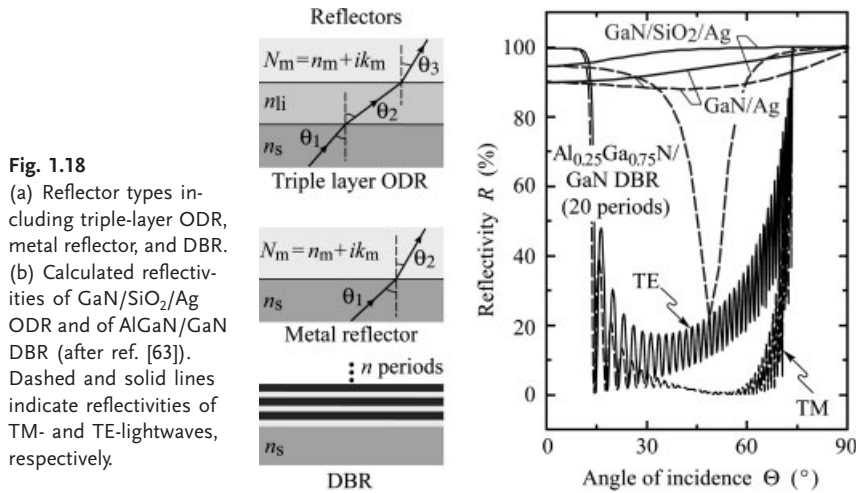 Fig. 1.18
(a) Reflector types in-
cluding triple-layer ODR,
metal reflector, and DBR.
(b) Calculated reflectiv-
ities of GaN/SiO₂/Ag
ODR and of AlGaN/GaN
DBR (after ref. [63]).
Dashed and solid lines
indicate reflectivities of
TM- and TE-lightwaves,
respectively.
Reflectors
Nₘ=nₘ+ikₘ
θ₃
nₗᵢ
θ₂
θ₁
nₛ
Triple layer ODR
Nₘ=nₘ+ikₘ
θ₂
θ₁
nₛ
Metal reflector
n periods
nₛ
DBR
Reflectivity R (%)
100
80
60
40
20
0
GaN/SiO₂/Ag
GaN/Ag
Al₀.₂₅Ga₀.₇₅N/
GaN DBR
(20 periods)
TE
TM
0 30 60 90
Angle of incidence Θ (°)